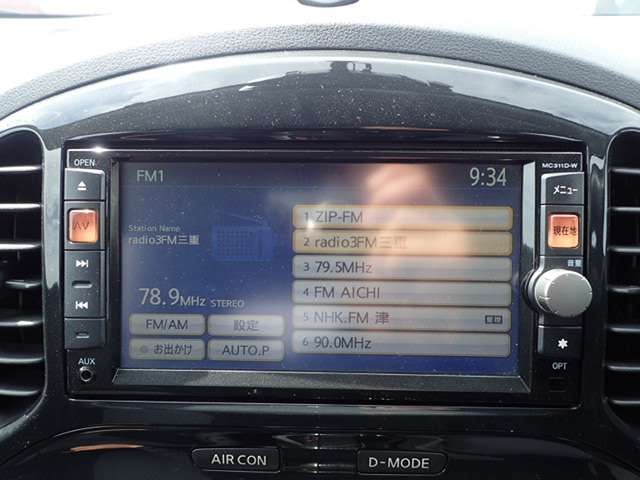 OPEN
MC311D-W
FM1
9:34
メニュー
AV
現在地
音量
Station Name
radio3FM三重
1 ZIP-FM
2 radio3FM三重
3 79.5MHz
4 FM AICHI
5 NHK.FM 津
6 90.0MHz
78.9MHz STEREO
FM/AM
設定
お出かけ
AUTO.P
AUX
OPT
AIR CON
D-MODE